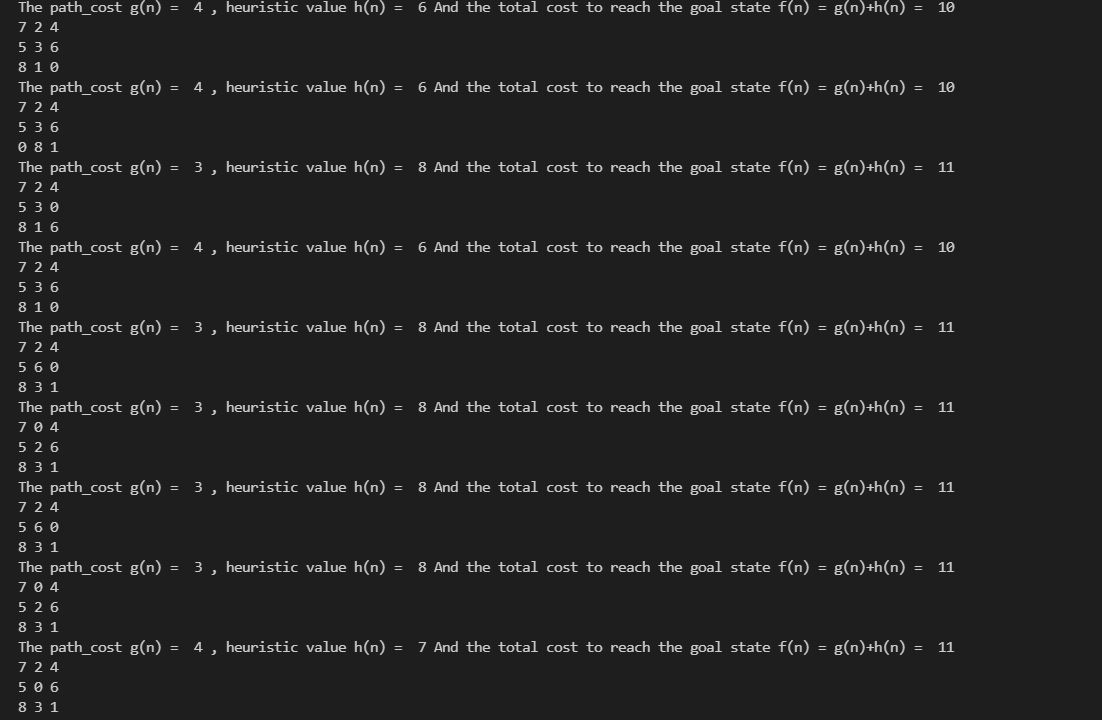 The path_cost g(n) =  4 , heuristic value h(n) =  6 And the total cost to reach the goal state f(n) = g(n)+h(n) =  10
7 2 4
5 3 6
8 1 0
The path_cost g(n) =  4 , heuristic value h(n) =  6 And the total cost to reach the goal state f(n) = g(n)+h(n) =  10
7 2 4
5 3 6
0 8 1
The path_cost g(n) =  3 , heuristic value h(n) =  8 And the total cost to reach the goal state f(n) = g(n)+h(n) =  11
7 2 4
5 3 0
8 1 6
The path_cost g(n) =  4 , heuristic value h(n) =  6 And the total cost to reach the goal state f(n) = g(n)+h(n) =  10
7 2 4
5 3 6
8 1 0
The path_cost g(n) =  3 , heuristic value h(n) =  8 And the total cost to reach the goal state f(n) = g(n)+h(n) =  11
7 2 4
5 6 0
8 3 1
The path_cost g(n) =  3 , heuristic value h(n) =  8 And the total cost to reach the goal state f(n) = g(n)+h(n) =  11
7 0 4
5 2 6
8 3 1
The path_cost g(n) =  3 , heuristic value h(n) =  8 And the total cost to reach the goal state f(n) = g(n)+h(n) =  11
7 2 4
5 6 0
8 3 1
The path_cost g(n) =  3 , heuristic value h(n) =  8 And the total cost to reach the goal state f(n) = g(n)+h(n) =  11
7 0 4
5 2 6
8 3 1
The path_cost g(n) =  4 , heuristic value h(n) =  7 And the total cost to reach the goal state f(n) = g(n)+h(n) =  11
7 2 4
5 0 6
8 3 1